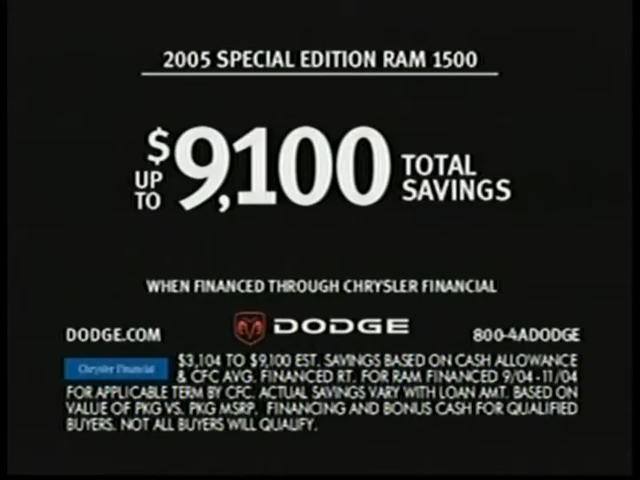 2005 SPECIAL EDITION RAM 1500
$9,100 UP TO TOTAL SAVINGS
WHEN FINANCED THROUGH CHRYSLER FINANCIAL
DODGE.COM DODGE 800-4ADODGE
Chrysler Financial $3,104 TO $9,100 EST. SAVINGS BASED ON CASH ALLOWANCE
& CFC AVG. FINANCED RT. FOR RAM FINANCED 9/04-11/04
FOR APPLICABLE TERM BY CFC. ACTUAL SAVINGS VARY WITH LOAN AMT. BASED ON
VALUE OF PKG VS. PKG MSRP. FINANCING AND BONUS CASH FOR QUALIFIED
BUYERS. NOT ALL BUYERS WILL QUALIFY.